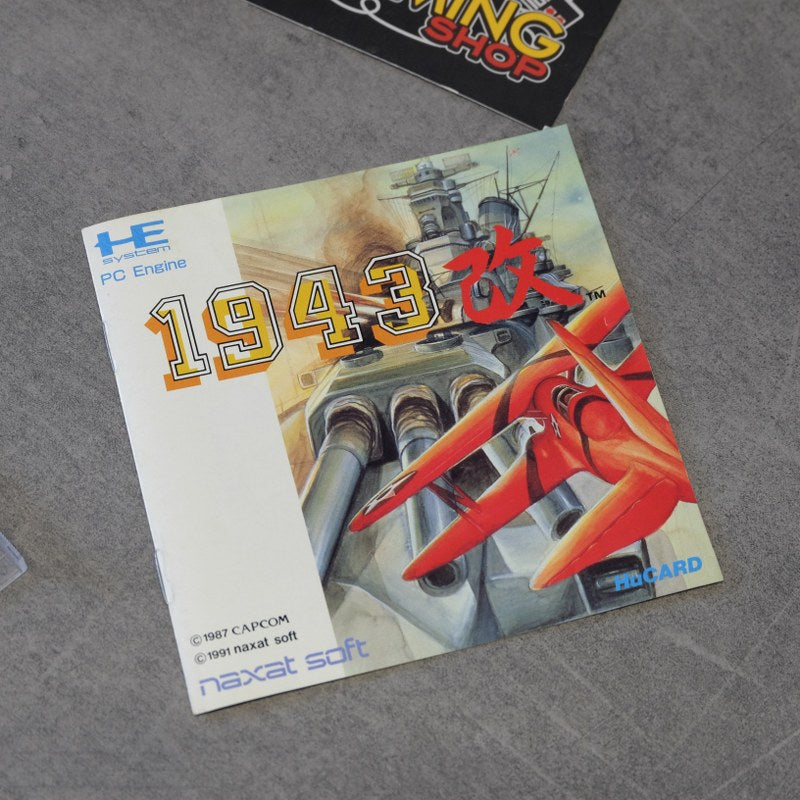 SHOP
HE
system
PC Engine
1943改™
HuCARD
©1987 CAPCOM
©1991 naxat soft
naxat soft